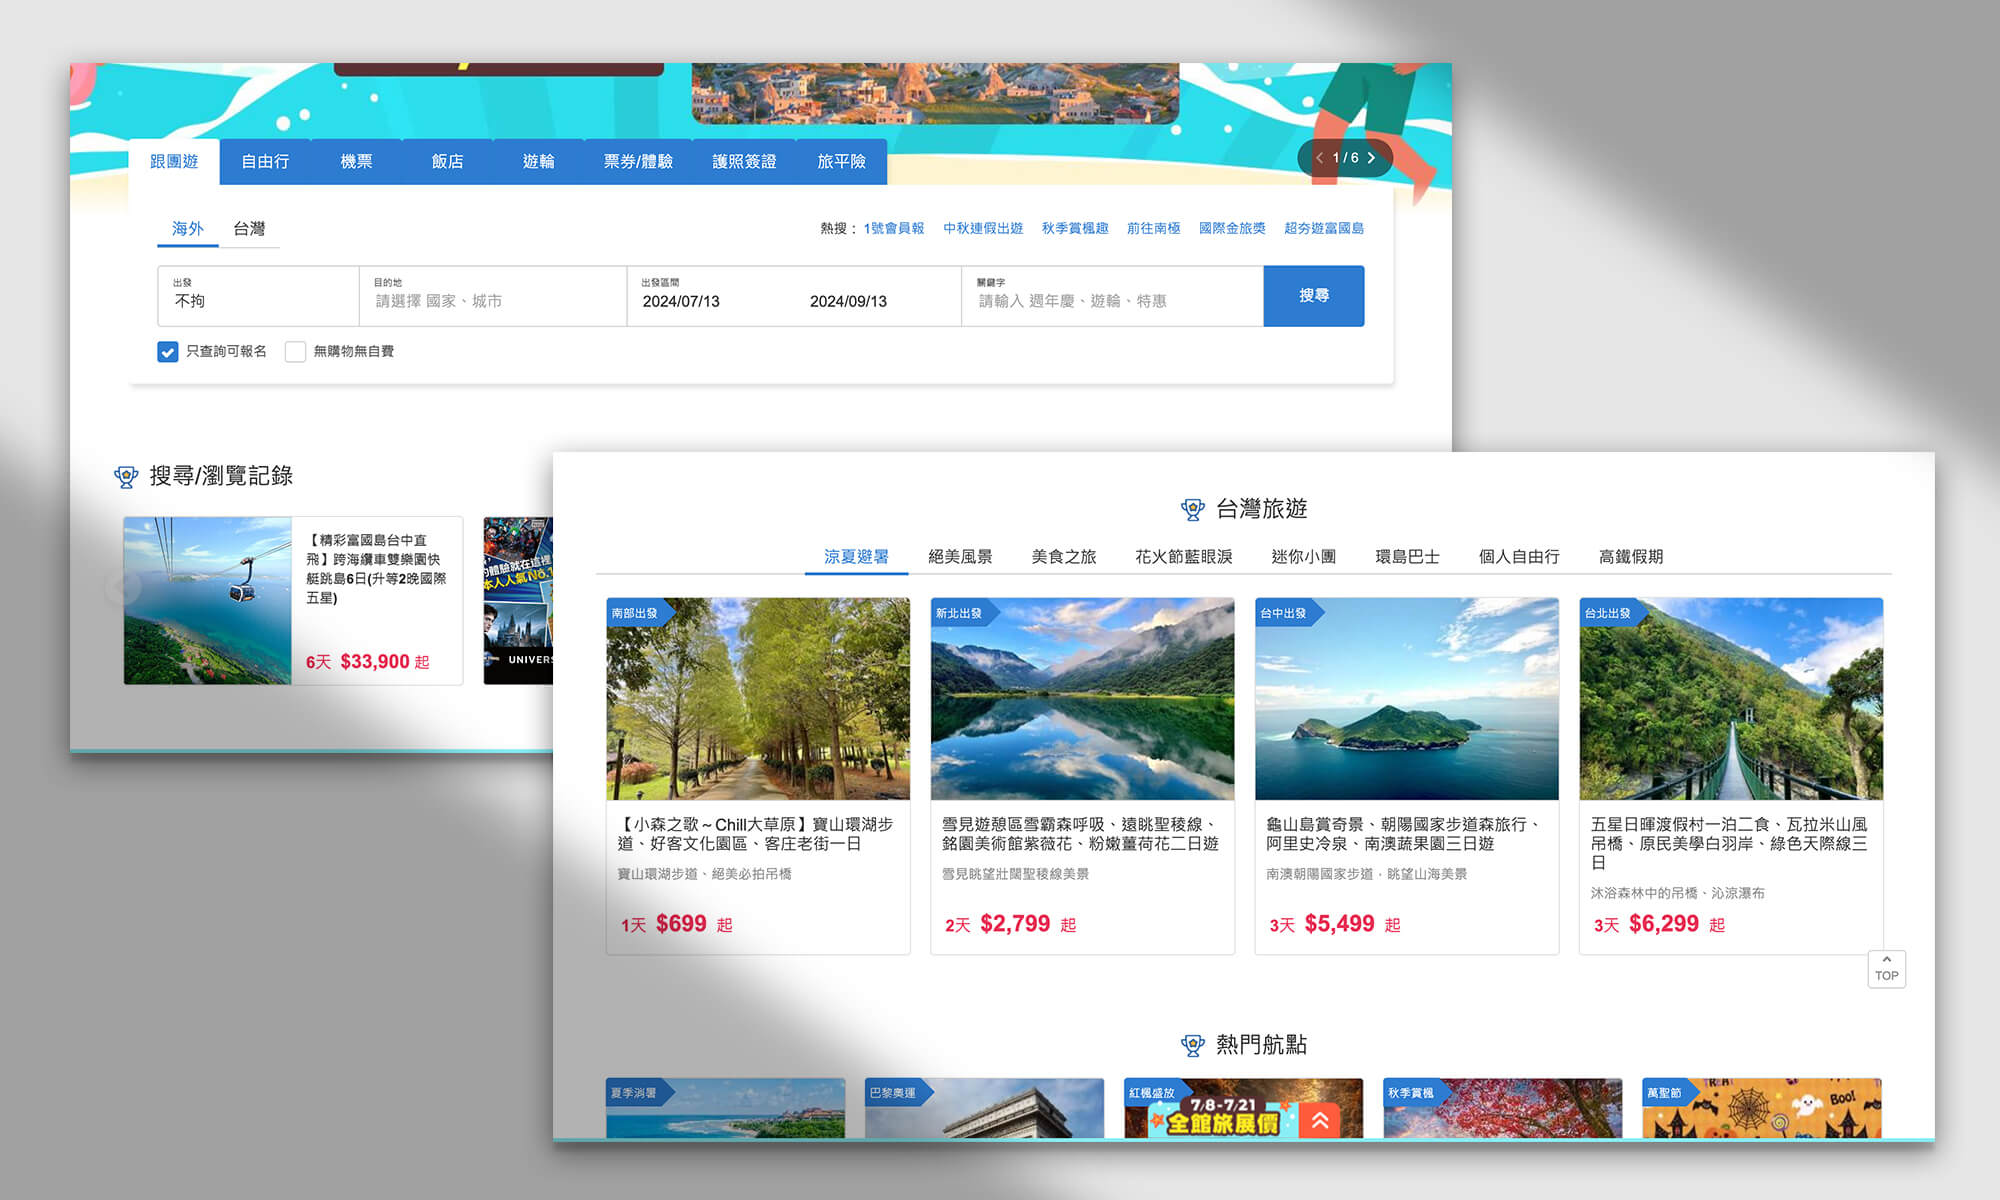 跟團遊
自由行
機票
飯店
遊輪
票券/體驗
護照簽證
旅平險
1 / 6
海外
台灣
熱搜：
1號會員報
中秋連假出遊
秋季賞楓趣
前往南極
國際金旅獎
超夯遊富國島
出發
不拘
目的地
請選擇 國家、城市
出發區間
2024/07/13
2024/09/13
關鍵字
請輸入 週年慶、遊輪、特惠
搜尋
只查詢可報名
無購物無自費
搜尋/瀏覽記錄
【精彩富國島台中直
飛】跨海纜車雙樂園快
艇跳島6日(升等2晚國際
五星)
6天 $33,900 起
的體驗就在這裡
本人人氣No.1
UNIVERS
台灣旅遊
涼夏避暑
絕美風景
美食之旅
花火節藍眼淚
迷你小團
環島巴士
個人自由行
高鐵假期
南部出發
【小森之歌～Chill大草原】寶山環湖步
道、好客文化園區、客庄老街一日
寶山環湖步道、絕美必拍吊橋
1天 $699 起
新北出發
雪見遊憩區雪霸森呼吸、遠眺聖稜線、
銘園美術館紫薇花、粉嫩薑荷花二日遊
雪見眺望壯闊聖稜線美景
2天 $2,799 起
台中出發
龜山島賞奇景、朝陽國家步道森旅行、
阿里史冷泉、南澳蔬果園三日遊
南澳朝陽國家步道．眺望山海美景
3天 $5,499 起
台北出發
五星日暉渡假村一泊二食、瓦拉米山風
吊橋、原民美學白羽岸、綠色天際線三
日
沐浴森林中的吊橋、沁涼瀑布
3天 $6,299 起
TOP
熱門航點
夏季消暑
巴黎奧運
紅楓盛放
7/8-7/21
全館旅展價
秋季賞楓
萬聖節
Boo!